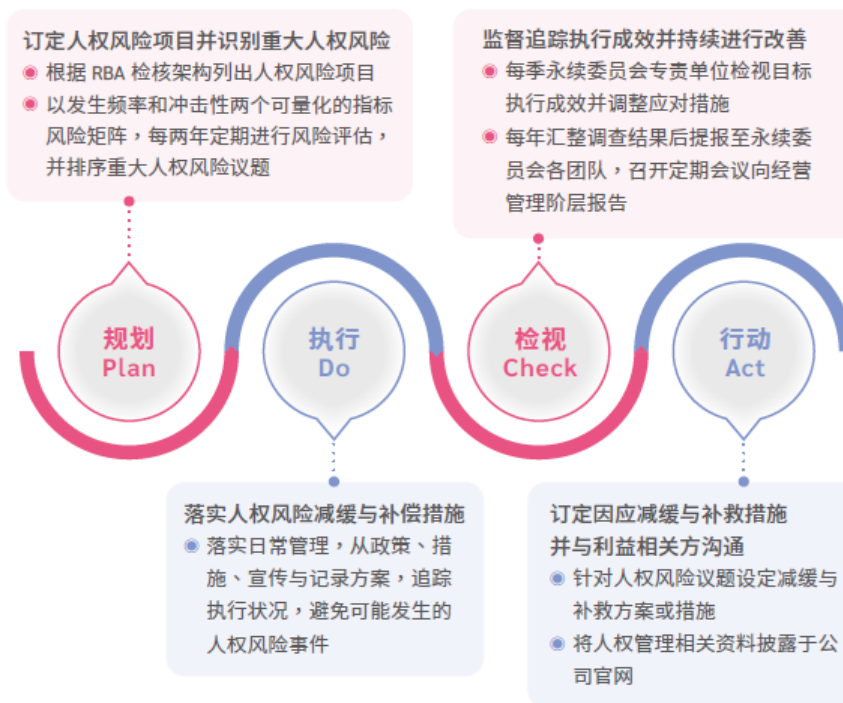 订定人权风险项目并识别重大人权风险
根据 RBA 检核架构列出人权风险项目
以发生频率和冲击性两个可量化的指标
风险矩阵，每两年定期进行风险评估，
并排序重大人权风险议题
监督追踪执行成效并持续进行改善
每季永续委员会专责单位检视目标
执行成效并调整应对措施
每年汇整调查结果后提报至永续委
员会各团队，召开定期会议向经营
管理阶层报告
规划
Plan
执行
Do
检视
Check
行动
Act
落实人权风险减缓与补偿措施
落实日常管理，从政策、措
施、宣传与记录方案，追踪
执行状况，避免可能发生的
人权风险事件
订定因应减缓与补救措施
并与利益相关方沟通
针对人权风险议题设定减缓与
补救方案或措施
将人权管理相关资料披露于公
司官网